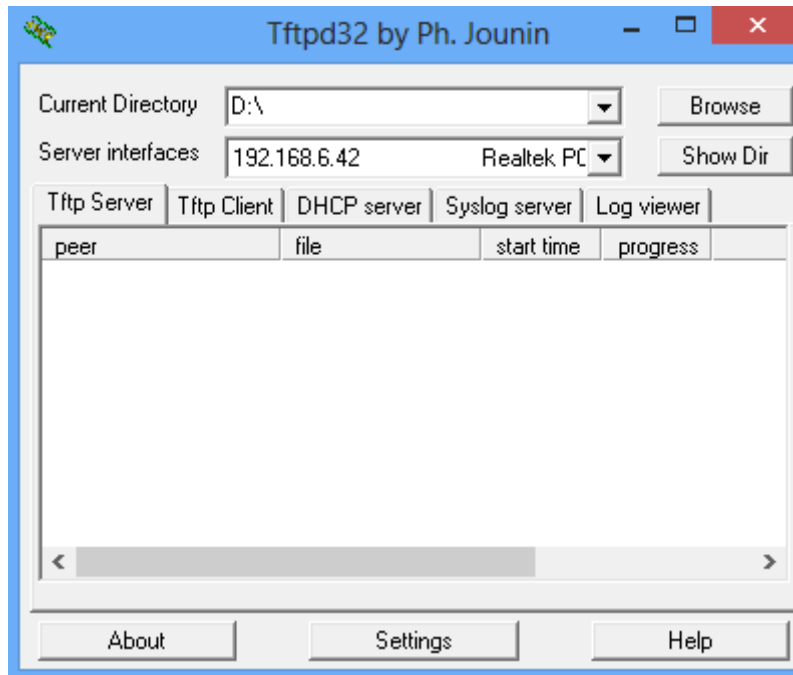 Tftpd32 by Ph. Jounin
Current Directory D:\ Browse
Server interfaces 192.168.6.42 Realtek PC Show Dir
Tftp Server Tftp Client DHCP server Syslog server Log viewer
peer file start time progress
About Settings Help